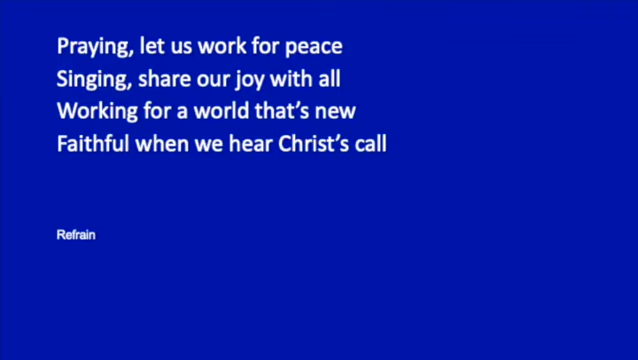 Praying, let us work for peace
Singing, share our joy with all
Working for a world that’s new
Faithful when we hear Christ’s call
Refrain